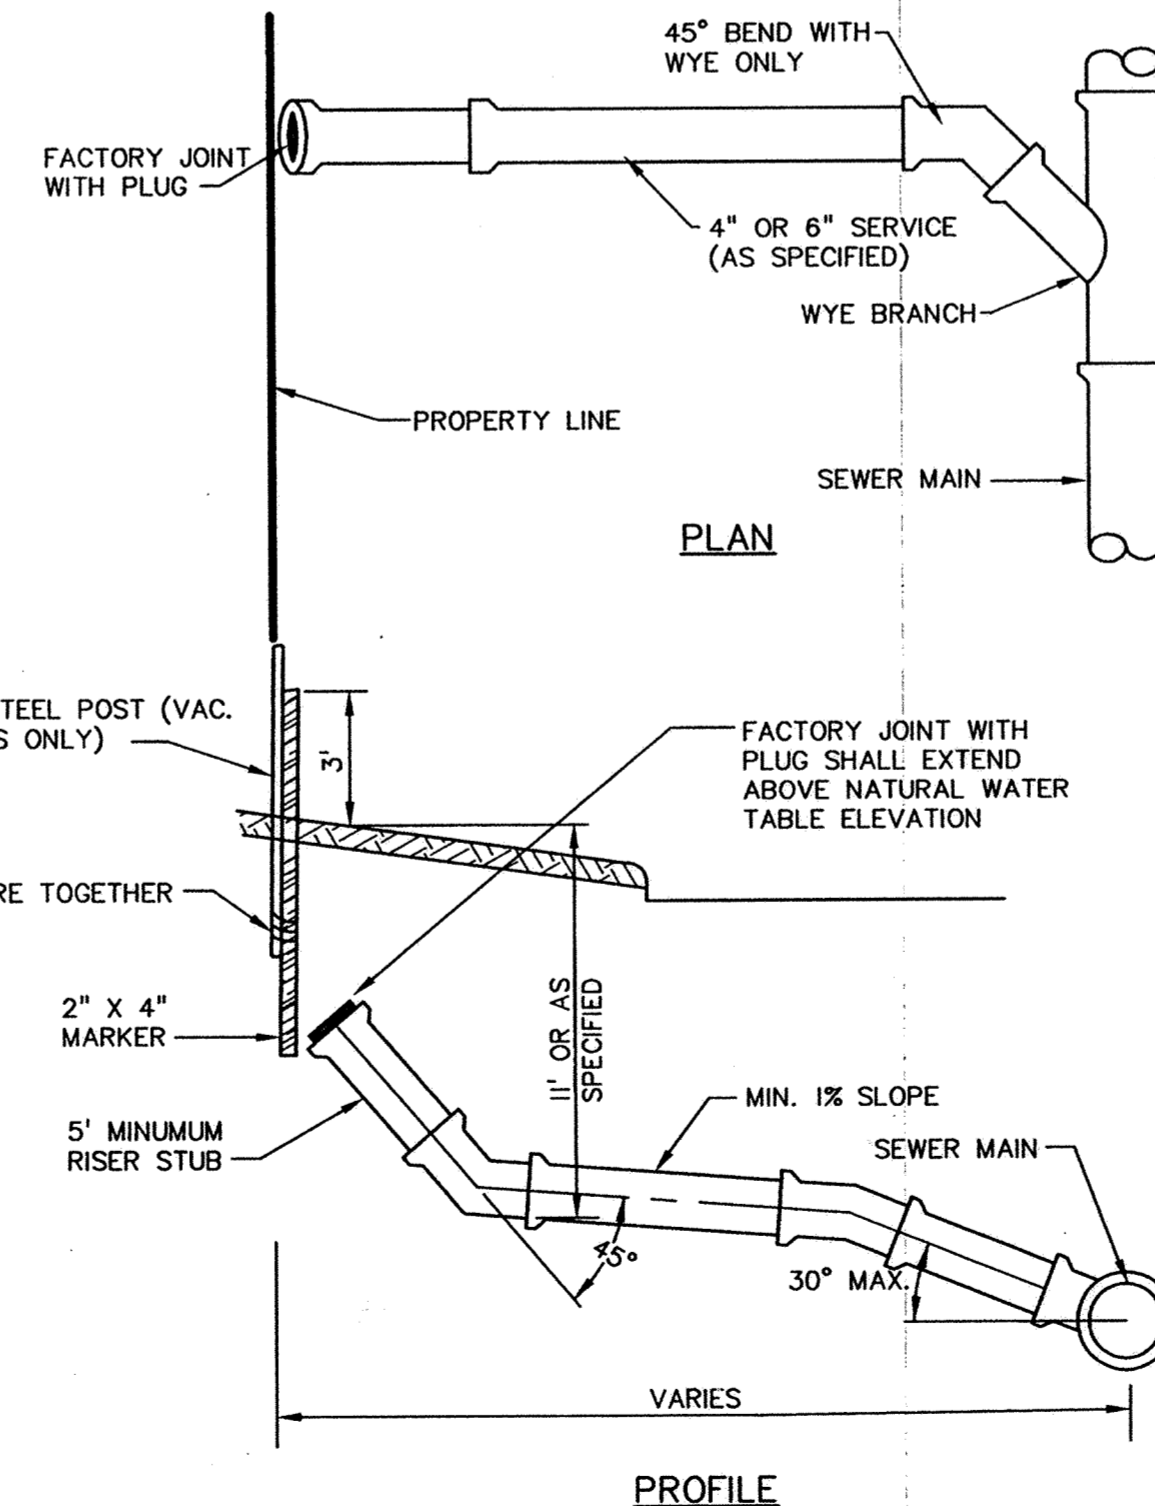 45° BEND WITH
WYE ONLY
FACTORY JOINT
WITH PLUG
4" OR 6" SERVICE
(AS SPECIFIED)
WYE BRANCH
PROPERTY LINE
SEWER MAIN
PLAN
TEEL POST (VAC.
S ONLY)
3'
FACTORY JOINT WITH
PLUG SHALL EXTEND
ABOVE NATURAL WATER
TABLE ELEVATION
RE TOGETHER
2" X 4"
MARKER
11' OR AS
SPECIFIED
MIN. 1% SLOPE
5' MINUMUM
RISER STUB
SEWER MAIN
45°
30° MAX.
VARIES
PROFILE